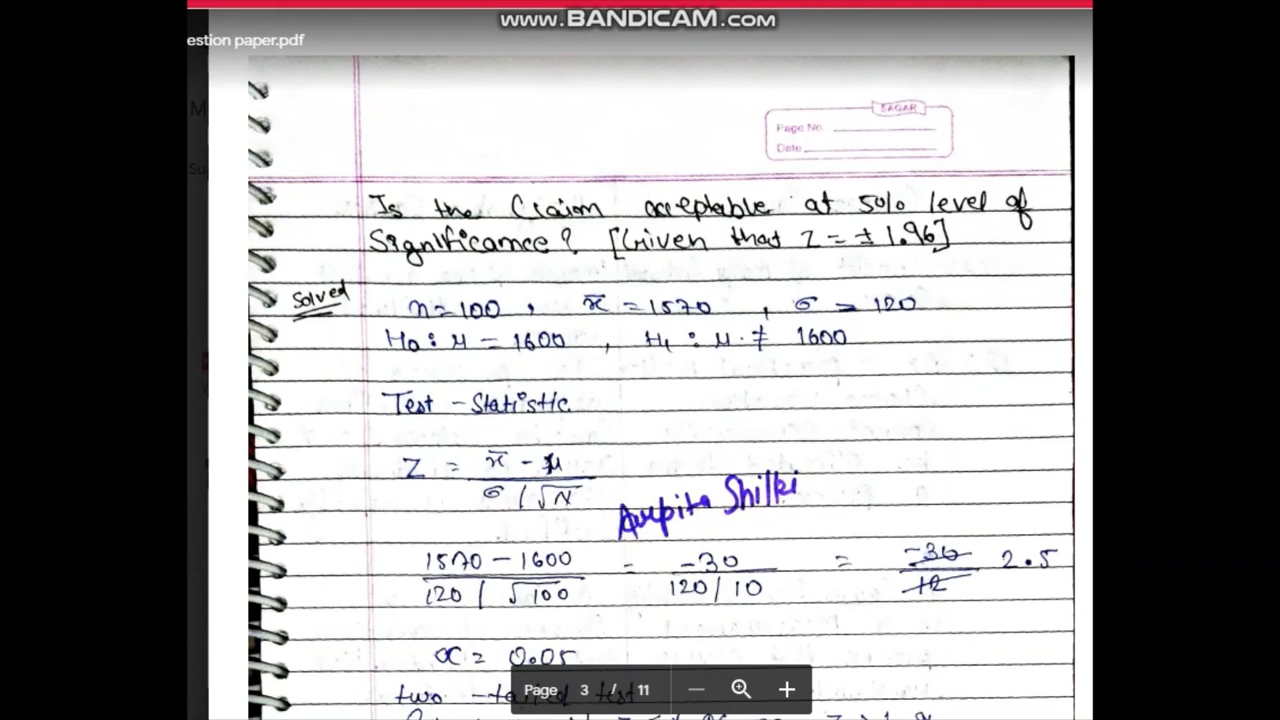 www.BANDICAM.com
estion paper.pdf
SAGAR
Page No.
Date
Is the Claim acceptable at 50% level of
Significance? [Given that Z = ± 1.96]
Solved
n=100 , x̄ = 1570 , σ = 120
H₀ : μ = 1600 , H₁ : μ ≠ 1600
Test - Statistic
Z = x̄ - μ
σ / √N
Arpita Shilki
1570 - 1600 = -30 = -30 2.5
120 / √100 120 / 10 12
α = 0.05
two - tailed test
Page 3 / 11